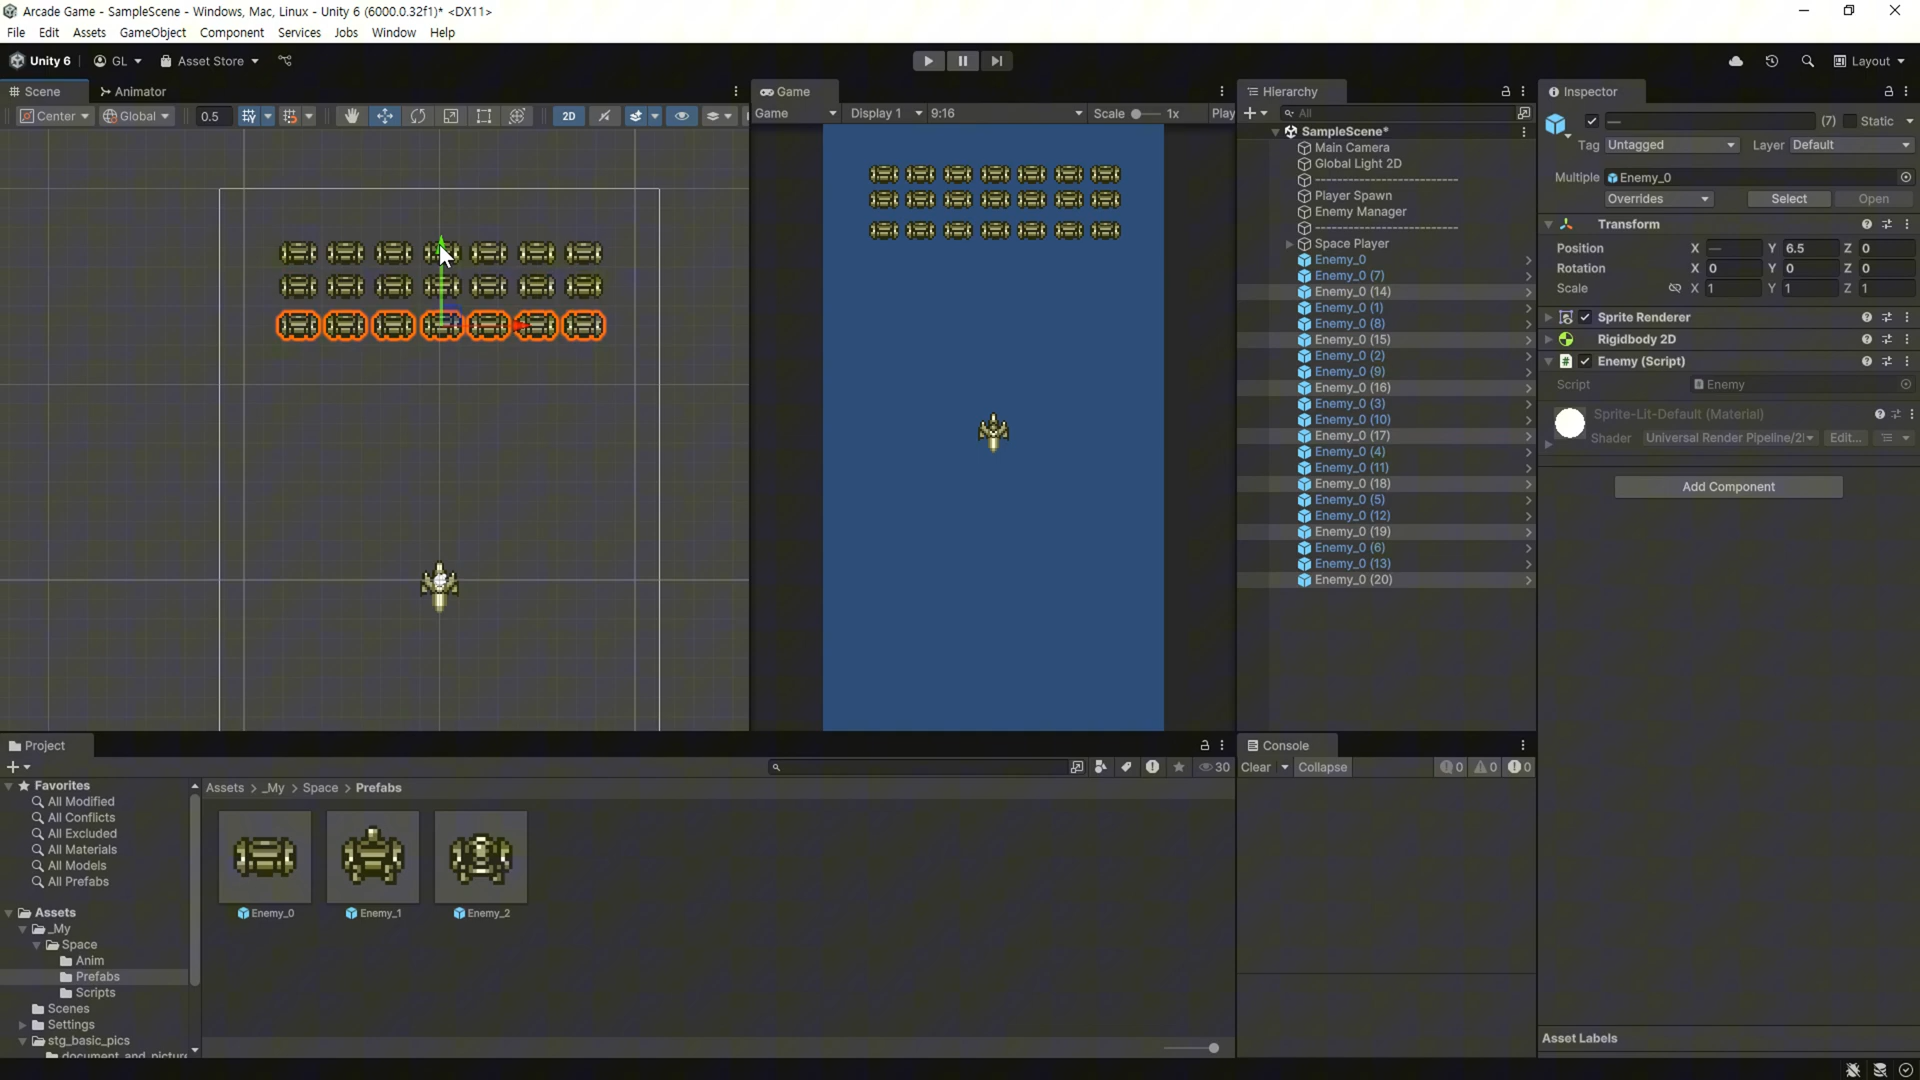 Arcade Game - SampleScene - Windows, Mac, Linux - Unity 6 (6000.0.32f1)* <DX11>
File Edit Assets GameObject Component Services Jobs Window Help
Unity 6 GL Asset Store Layout
Scene Animator
Center Global 0.5 2D
Game
Game Display 1 9:16 Scale 1x Play
Hierarchy
All
SampleScene*
Main Camera
Global Light 2D
--------------------------
Player Spawn
Enemy Manager
--------------------------
Space Player
Enemy_0
Enemy_0 (7)
Enemy_0 (14)
Enemy_0 (1)
Enemy_0 (8)
Enemy_0 (15)
Enemy_0 (2)
Enemy_0 (9)
Enemy_0 (16)
Enemy_0 (3)
Enemy_0 (10)
Enemy_0 (17)
Enemy_0 (4)
Enemy_0 (11)
Enemy_0 (18)
Enemy_0 (5)
Enemy_0 (12)
Enemy_0 (19)
Enemy_0 (6)
Enemy_0 (13)
Enemy_0 (20)
Inspector
— (7) Static
Tag Untagged Layer Default
Multiple Enemy_0
Overrides Select Open
Transform
Position X — Y 6.5 Z 0
Rotation X 0 Y 0 Z 0
Scale X 1 Y 1 Z 1
Sprite Renderer
Rigidbody 2D
# Enemy (Script)
Script Enemy
Sprite-Lit-Default (Material)
Shader Universal Render Pipeline/2 Edit...
Add Component
Asset Labels
Project
30
Favorites
All Modified
All Conflicts
All Excluded
All Materials
All Models
All Prefabs
Assets
_My
Space
Anim
Prefabs
Scripts
Scenes
Settings
stg_basic_pics
document_and_picture
Assets > _My > Space > Prefabs
Enemy_0 Enemy_1 Enemy_2
Console
Clear Collapse 0 0 0